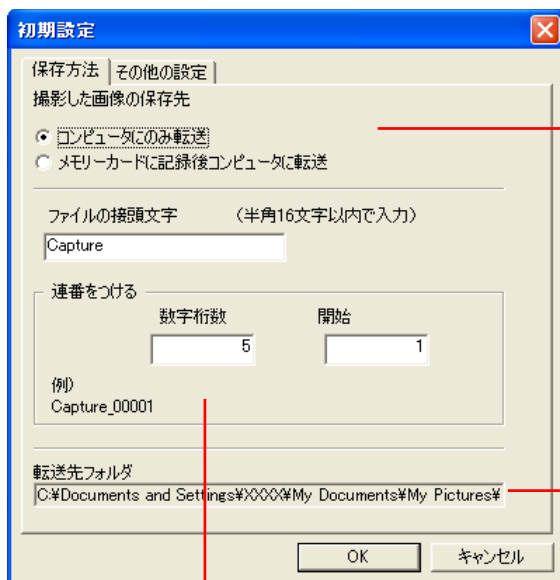 初期設定
保存方法 その他の設定
撮影した画像の保存先
コンピュータにのみ転送
メモリーカードに記録後コンピュータに転送
ファイルの接頭文字 (半角16文字以内で入力)
Capture
連番をつける
数字桁数 開始
5 1
例)
Capture_00001
転送先フォルダ
C:¥Documents and Settings¥XXXX¥My Documents¥My Pictures¥
OK キャンセル